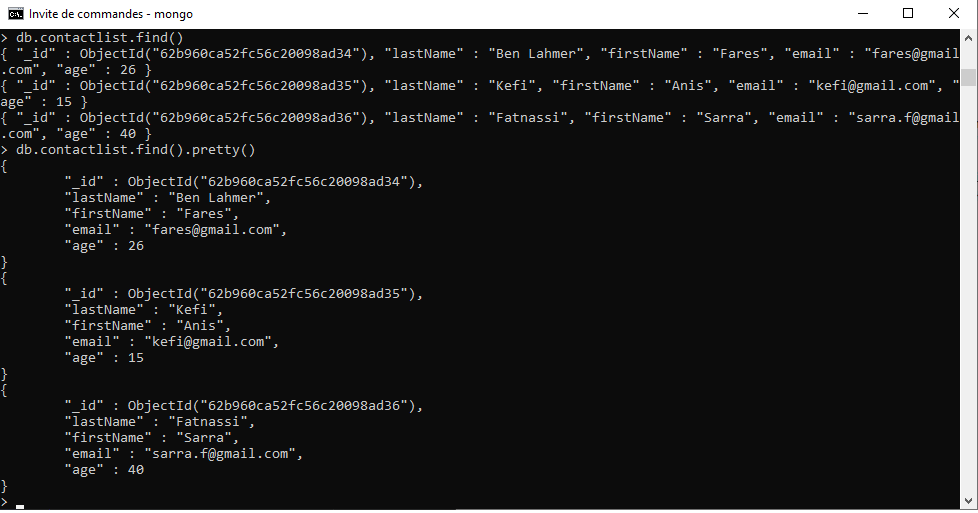 Invite de commandes - mongo
> db.contactlist.find()
{ "_id" : ObjectId("62b960ca52fc56c20098ad34"), "lastName" : "Ben Lahmer", "firstName" : "Fares", "email" : "fares@gmail
.com", "age" : 26 }
{ "_id" : ObjectId("62b960ca52fc56c20098ad35"), "lastName" : "Kefi", "firstName" : "Anis", "email" : "kefi@gmail.com", "
age" : 15 }
{ "_id" : ObjectId("62b960ca52fc56c20098ad36"), "lastName" : "Fatnassi", "firstName" : "Sarra", "email" : "sarra.f@gmail
.com", "age" : 40 }
> db.contactlist.find().pretty()
{
        "_id" : ObjectId("62b960ca52fc56c20098ad34"),
        "lastName" : "Ben Lahmer",
        "firstName" : "Fares",
        "email" : "fares@gmail.com",
        "age" : 26
}
{
        "_id" : ObjectId("62b960ca52fc56c20098ad35"),
        "lastName" : "Kefi",
        "firstName" : "Anis",
        "email" : "kefi@gmail.com",
        "age" : 15
}
{
        "_id" : ObjectId("62b960ca52fc56c20098ad36"),
        "lastName" : "Fatnassi",
        "firstName" : "Sarra",
        "email" : "sarra.f@gmail.com",
        "age" : 40
}
>